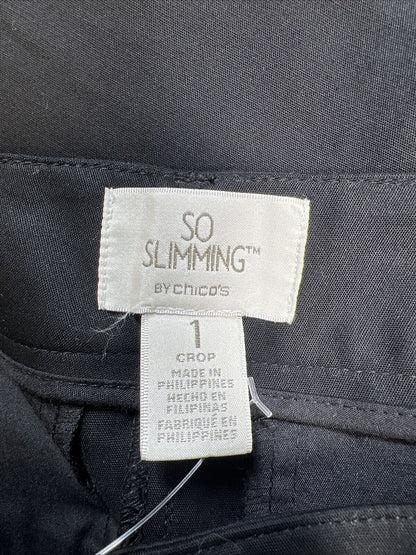 SO
SLIMMING™
BY chico's
1
CROP
MADE IN
PHILIPPINES
HECHO EN
FILIPINAS
FABRIQUÉ EN
PHILIPPINES